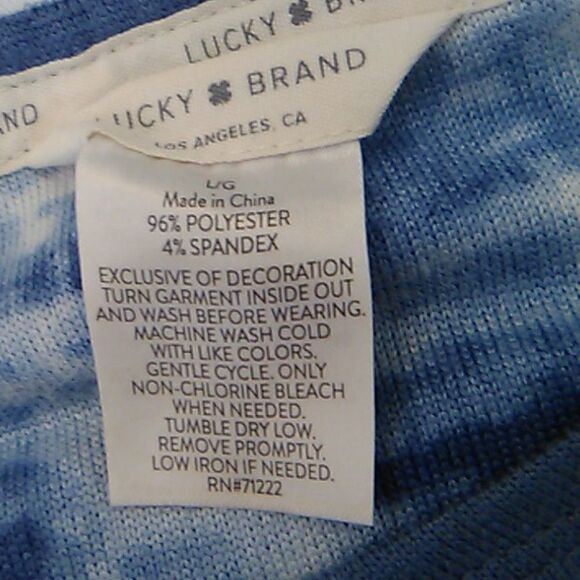 LUCKY
AND
UCKY BRAND
LOS ANGELES, CA
L/G
Made in China
96% POLYESTER
4% SPANDEX
EXCLUSIVE OF DECORATION
TURN GARMENT INSIDE OUT
AND WASH BEFORE WEARING.
MACHINE WASH COLD
WITH LIKE COLORS.
GENTLE CYCLE. ONLY
NON-CHLORINE BLEACH
WHEN NEEDED.
TUMBLE DRY LOW.
REMOVE PROMPTLY.
LOW IRON IF NEEDED.
RN#71222